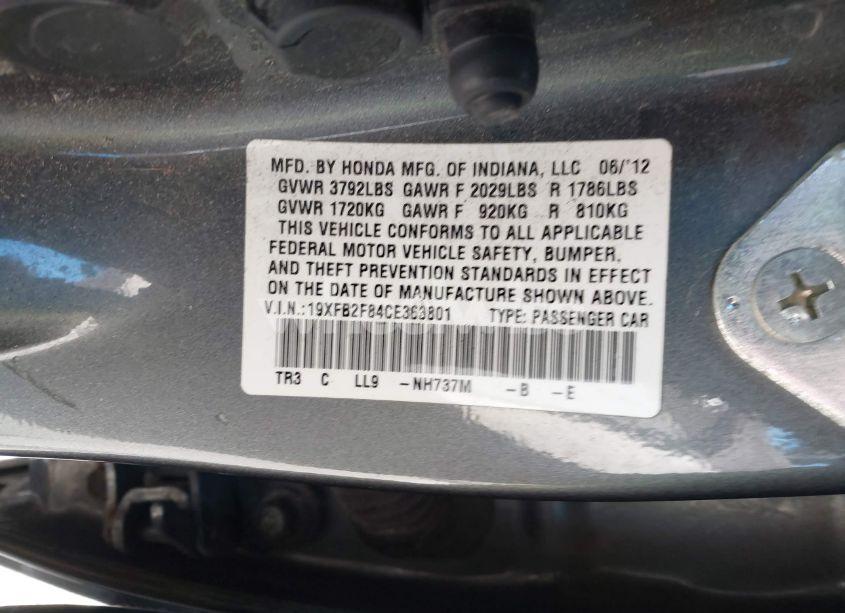 MFD. BY HONDA MFG. OF INDIANA, LLC 06/'12
GVWR 3792LBS GAWR F 2029LBS R 1786LBS
GVWR 1720KG GAWR F 920KG R 810KG
THIS VEHICLE CONFORMS TO ALL APPLICABLE
FEDERAL MOTOR VEHICLE SAFETY, BUMPER,
AND THEFT PREVENTION STANDARDS IN EFFECT
ON THE DATE OF MANUFACTURE SHOWN ABOVE.
V.I.N.:19XFB2F84CE363801 TYPE: PASSENGER CAR
TR3 C LL9 -NH737M -B -E